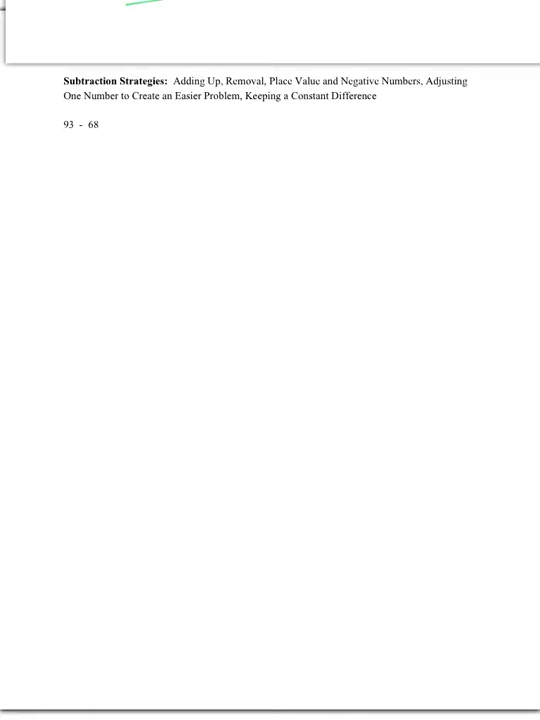 Subtraction Strategies: Adding Up, Removal, Place Value and Negative Numbers, Adjusting
One Number to Create an Easier Problem, Keeping a Constant Difference
93 - 68